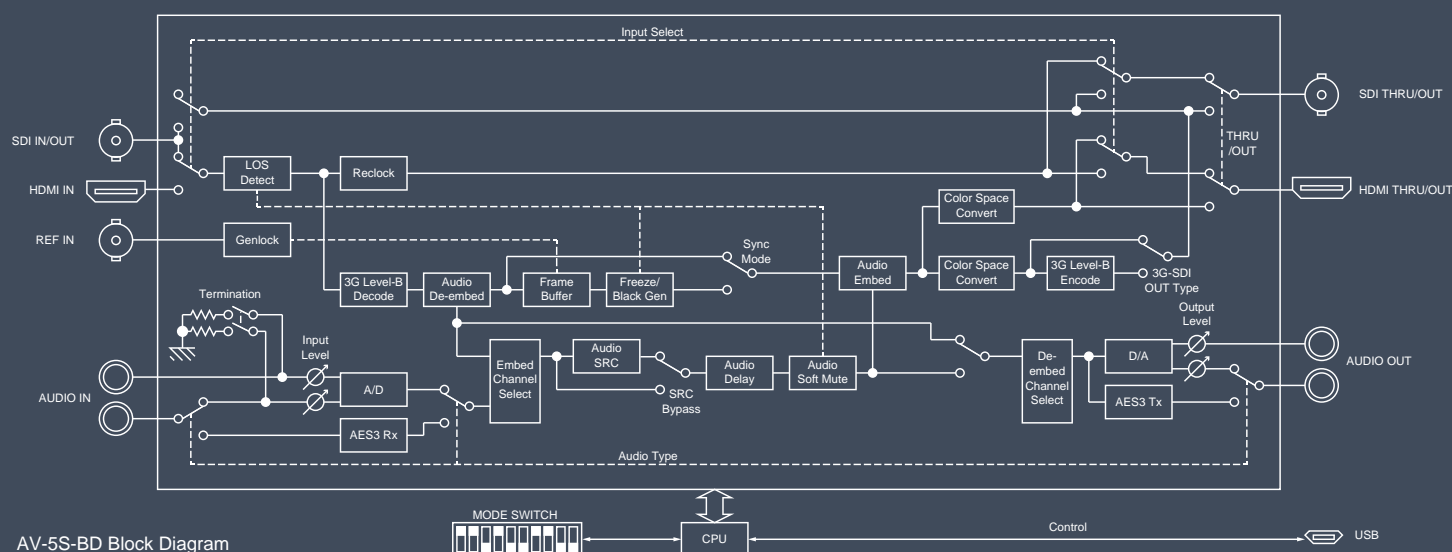 Input Select
SDI IN/OUT
HDMI IN
REF IN
LOS
Detect
Reclock
Genlock
SDI THRU/OUT
THRU
/OUT
HDMI THRU/OUT
Color Space
Convert
Sync
Mode
3G Level-B
Decode
Audio
De-embed
Frame
Buffer
Freeze/
Black Gen
Audio
Embed
Color Space
Convert
3G Level-B
Encode
3G-SDI
OUT Type
Termination
Input
Level
Output
Level
AUDIO IN
A/D
AES3 Rx
Embed
Channel
Select
Audio
SRC
SRC
Bypass
Audio
Delay
Audio
Soft Mute
De-
embed
Channel
Select
D/A
AES3 Tx
AUDIO OUT
Audio Type
MODE SWITCH
CPU
Control
USB
AV-5S-BD Block Diagram